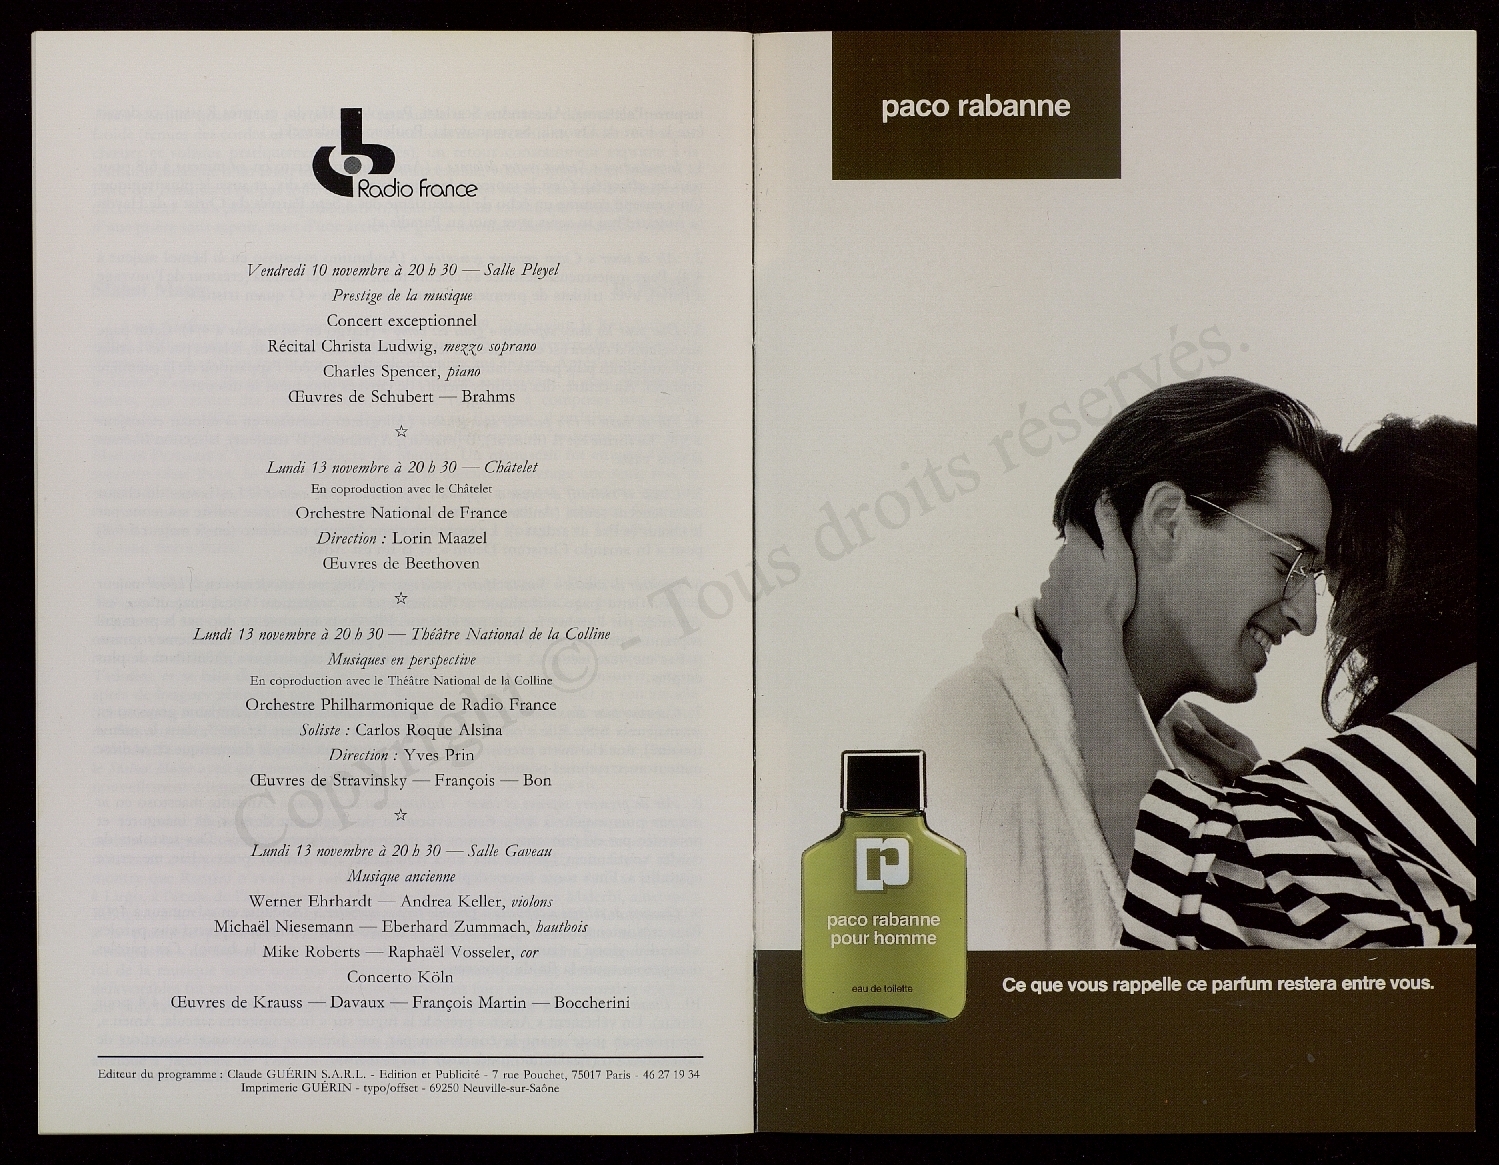 Radio France
Vendredi 10 novembre à 20 h 30 — Salle Pleyel
Prestige de la musique
Concert exceptionnel
Récital Christa Ludwig, mezzo soprano
Charles Spencer, piano
Œuvres de Schubert — Brahms
☆
Lundi 13 novembre à 20 h 30 — Châtelet
En coproduction avec le Châtelet
Orchestre National de France
Direction : Lorin Maazel
Œuvres de Beethoven
☆
Lundi 13 novembre à 20 h 30 — Théâtre National de la Colline
Musiques en perspective
En coproduction avec le Théâtre National de la Colline
Orchestre Philharmonique de Radio France
Soliste : Carlos Roque Alsina
Direction : Yves Prin
Œuvres de Stravinsky — François — Bon
☆
Lundi 13 novembre à 20 h 30 — Salle Gaveau
Musique ancienne
Werner Ehrhardt — Andrea Keller, violons
Michaël Niesemann — Eberhard Zummach, hautbois
Mike Roberts — Raphaël Vosseler, cor
Concerto Köln
Œuvres de Krauss — Davaux — François Martin — Boccherini
Editeur du programme : Claude GUÉRIN S.A.R.L. - Edition et Publicité - 7 rue Pouchet, 75017 Paris - 46 27 19 34
Imprimerie GUÉRIN - typo/offset - 69250 Neuville-sur-Saône
paco rabanne
paco rabanne
pour homme
eau de toilette
Ce que vous rappelle ce parfum restera entre vous.
Copyright © - Tous droits réservés.